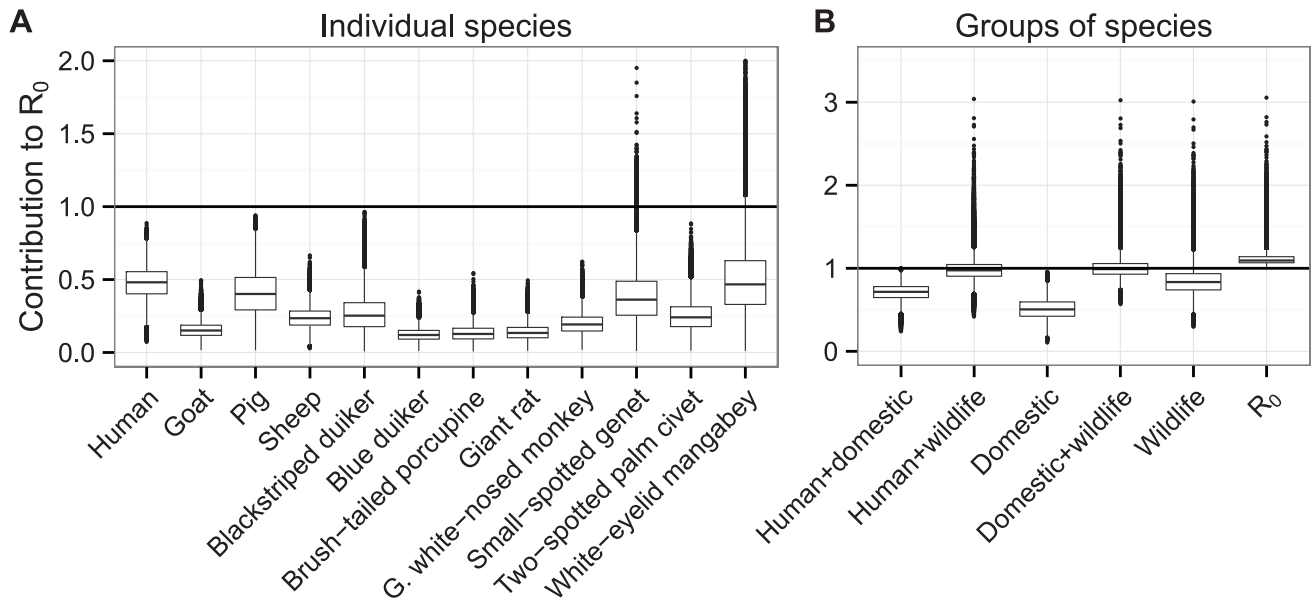 A
Individual species
Contribution to R0
2.0
1.5
1.0
0.5
0.0
Human
Goat
Pig
Sheep
Blackstriped duiker
Blue duiker
Brush−tailed porcupine
Giant rat
G. white−nosed monkey
Small−spotted genet
Two−spotted palm civet
White−eyelid mangabey
B
Groups of species
3
2
1
0
Human+domestic
Human+wildlife
Domestic
Domestic+wildlife
Wildlife
R0